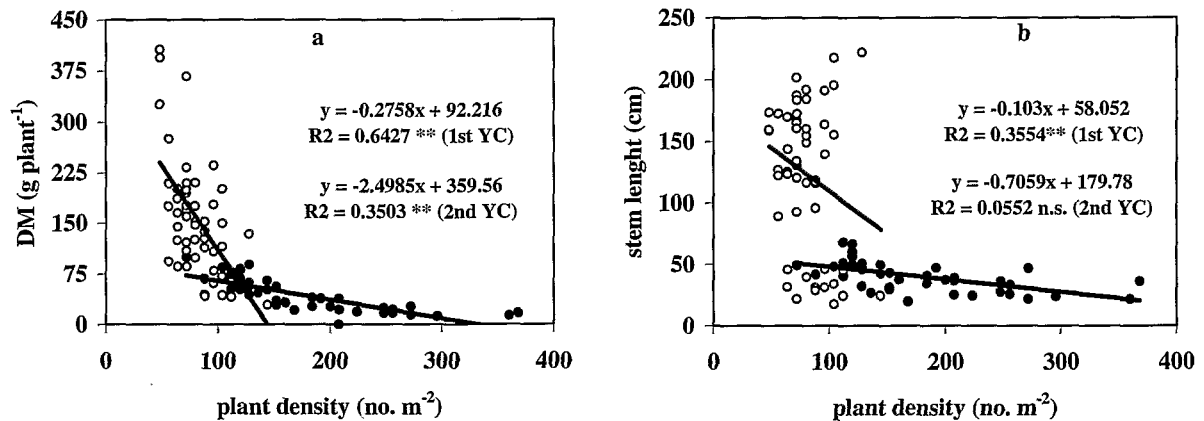 a
450
375
300
225
150
75
0
DM (g plant-1)
y = -0.2758x + 92.216
R2 = 0.6427 ** (1st YC)
y = -2.4985x + 359.56
R2 = 0.3503 ** (2nd YC)
0 100 200 300 400
plant density (no. m-2)
b
250
200
150
100
50
0
stem lenght (cm)
y = -0.103x + 58.052
R2 = 0.3554** (1st YC)
y = -0.7059x + 179.78
R2 = 0.0552 n.s. (2nd YC)
0 100 200 300 400
plant density (no. m-2)